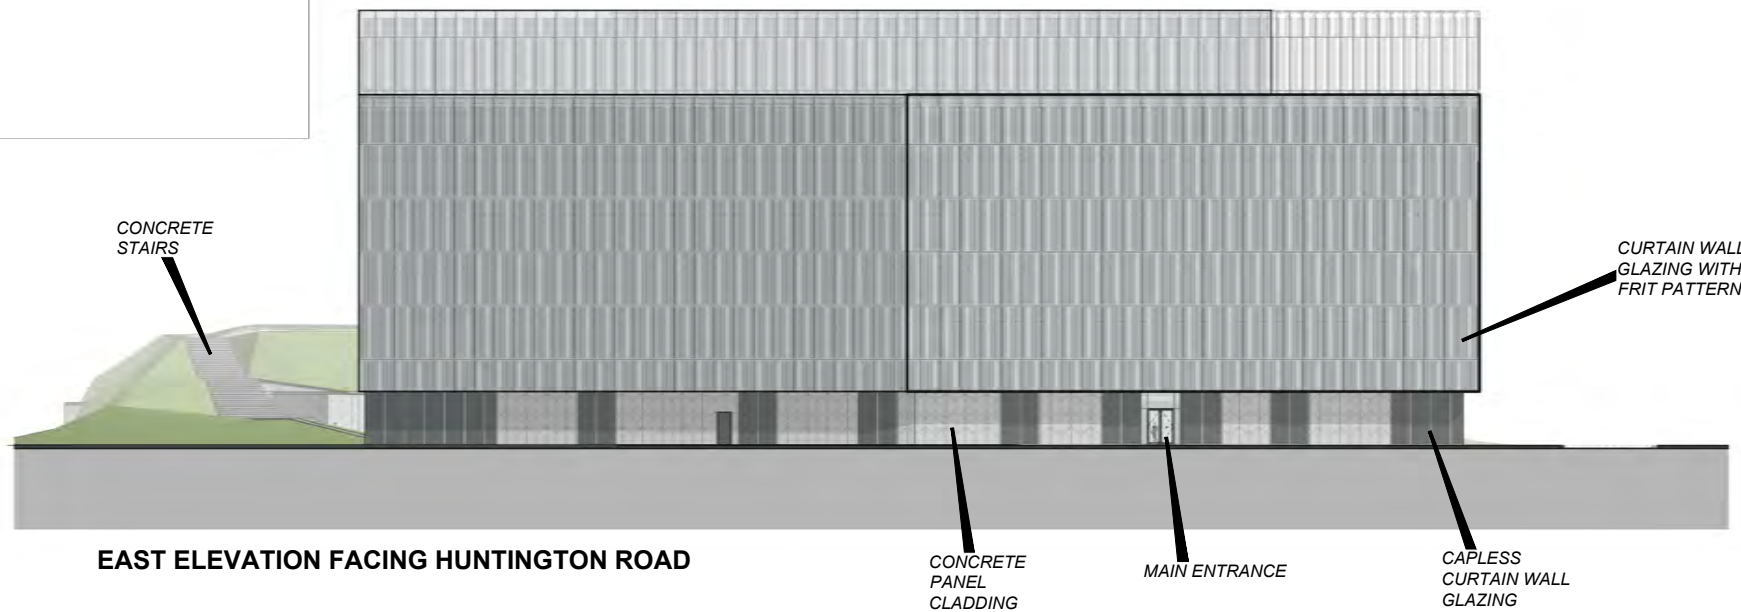 CONCRETE
STAIRS
CURTAIN WALL
GLAZING WITH
FRIT PATTERN
EAST ELEVATION FACING HUNTINGTON ROAD
CONCRETE
PANEL
CLADDING
MAIN ENTRANCE
CAPLESS
CURTAIN WALL
GLAZING